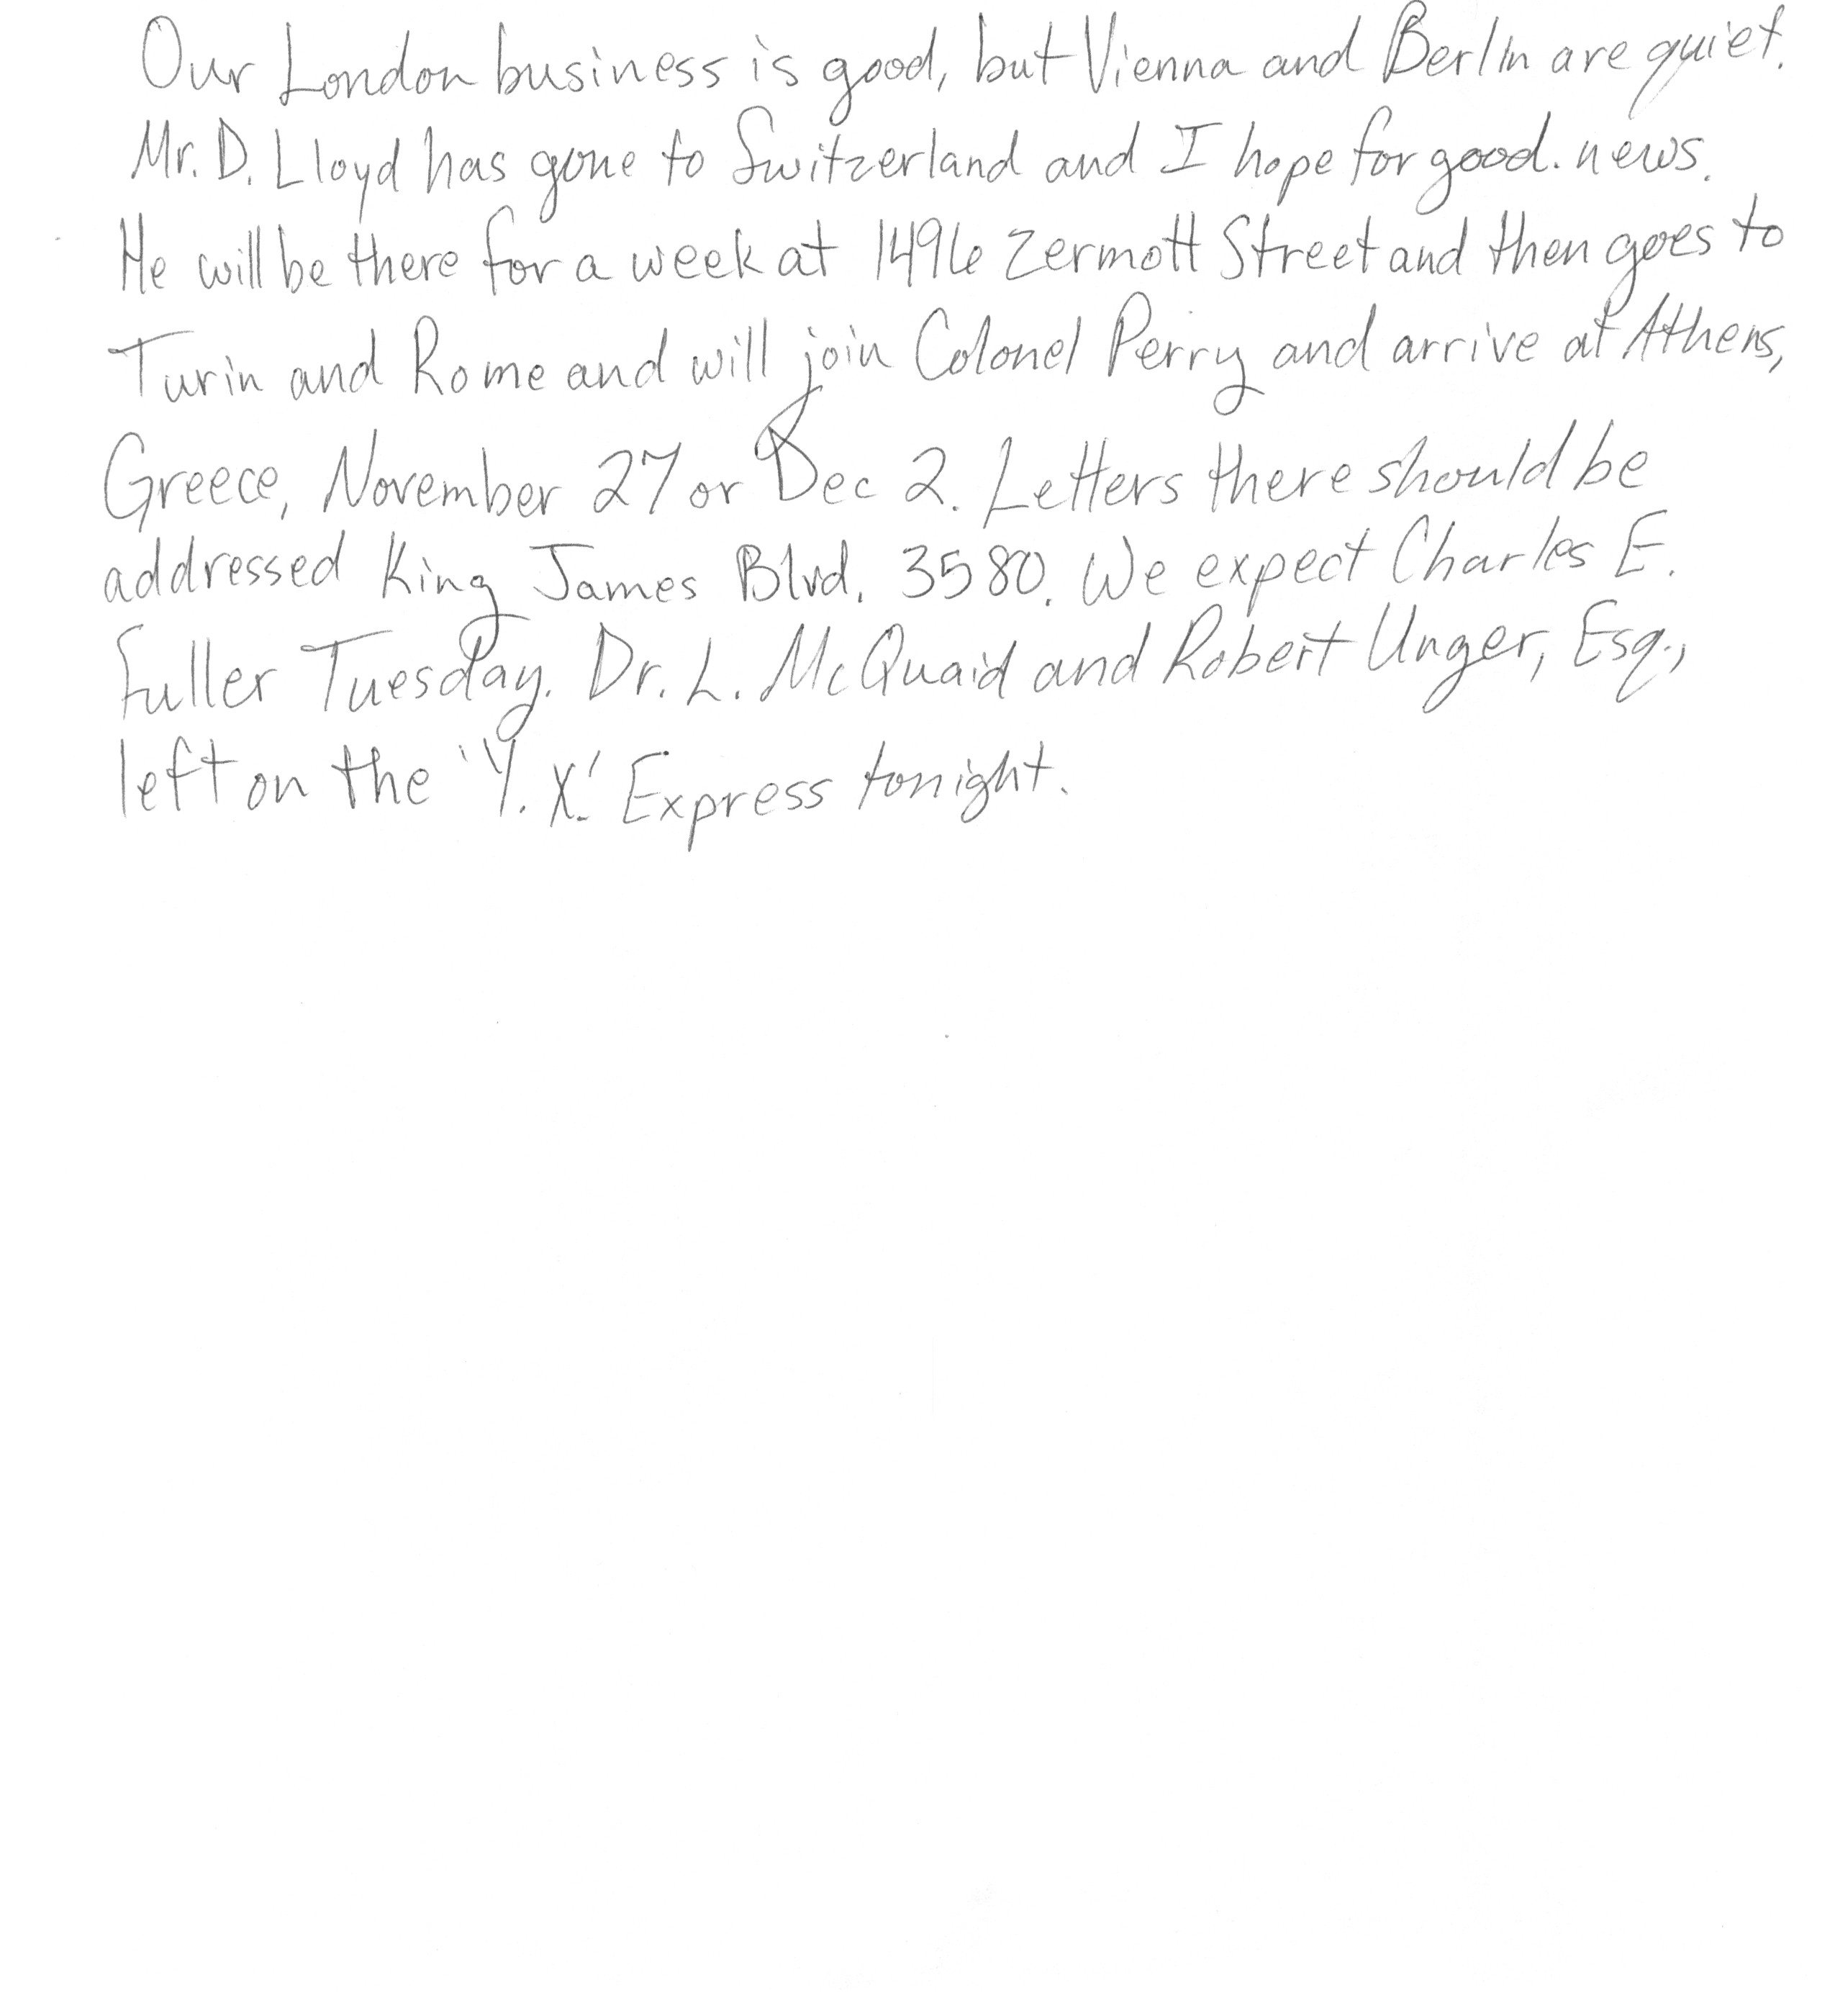 Our London business is good, but Vienna and Berlin are quiet.
Mr. D. Lloyd has gone to Switzerland and I hope for good. news.
He will be there for a week at 1496 Zermott Street and then goes to
Turin and Rome and will join Colonel Perry and arrive at Athens,
Greece, November 27 or Dec 2. Letters there should be
addressed King James Blvd. 3580. We expect Charles E.
Fuller Tuesday. Dr. L. McQuaid and Robert Unger, Esq.,
left on the 'Y. X.' Express tonight.